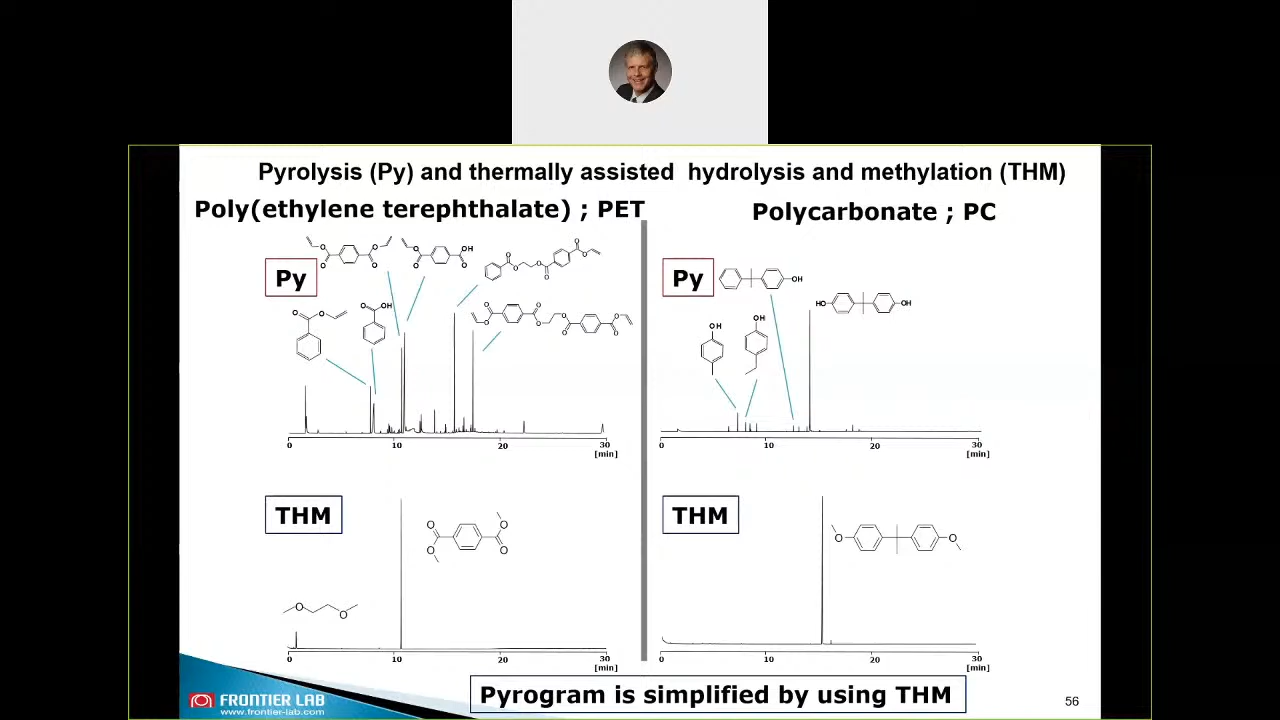 Pyrolysis (Py) and thermally assisted hydrolysis and methylation (THM)
Poly(ethylene terephthalate) ; PET
Polycarbonate ; PC
Py
O
O
O
O
O
O
O
OH
O
O
O
O
O
O
O
O
O
OH
O
O
O
O
O
O
O
O
0
10
20
30
[min]
Py
OH
HO
OH
OH
OH
0
10
20
30
[min]
THM
O
O
O
O
O
O
0
10
20
30
[min]
THM
O
O
0
10
20
30
[min]
Pyrogram is simplified by using THM
FRONTIER LAB
www.frontier-lab.com
56